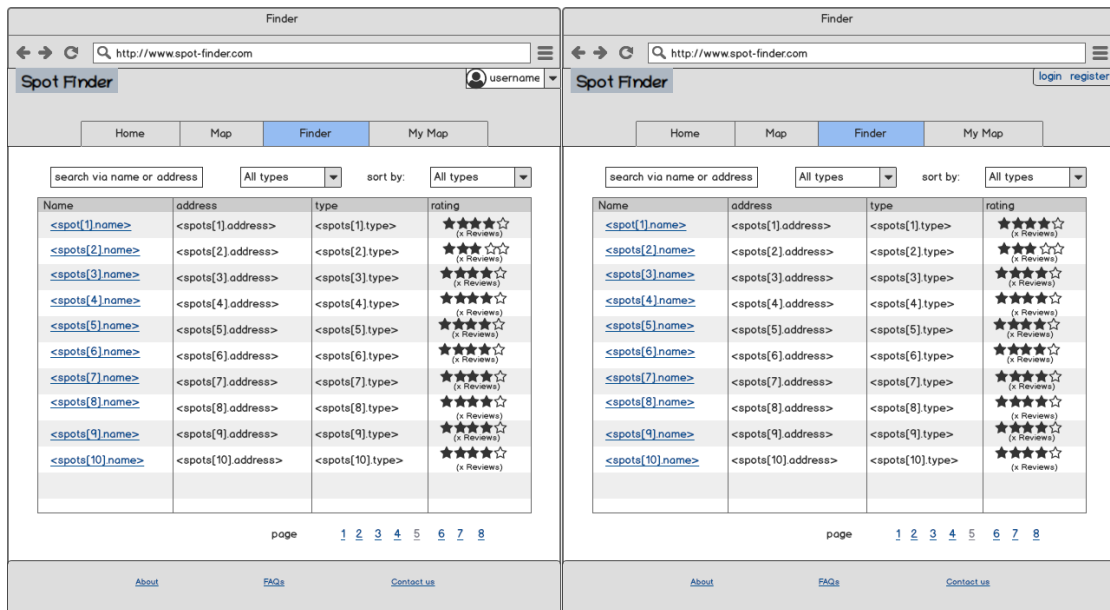 Finder
http://www.spot-finder.com
Spot Finder
username
Home Map Finder My Map
search via name or address All types sort by: All types
Name address type rating
<spot[1].name> <spots[1].address> <spots[1].type> (x Reviews)
<spots[2].name> <spots[2].address> <spots[2].type> (x Reviews)
<spots[3].name> <spots[3].address> <spots[3].type> (x Reviews)
<spots[4].name> <spots[4].address> <spots[4].type> (x Reviews)
<spots[5].name> <spots[5].address> <spots[5].type> (x Reviews)
<spots[6].name> <spots[6].address> <spots[6].type> (x Reviews)
<spots[7].name> <spots[7].address> <spots[7].type> (x Reviews)
<spots[8].name> <spots[8].address> <spots[8].type> (x Reviews)
<spots[9].name> <spots[9].address> <spots[9].type> (x Reviews)
<spots[10].name> <spots[10].address> <spots[10].type> (x Reviews)
page 1 2 3 4 5 6 7 8
About FAQs Contact us
Finder
http://www.spot-finder.com
Spot Finder
login register
Home Map Finder My Map
search via name or address All types sort by: All types
Name address type rating
<spot[1].name> <spots[1].address> <spots[1].type> (x Reviews)
<spots[2].name> <spots[2].address> <spots[2].type> (x Reviews)
<spots[3].name> <spots[3].address> <spots[3].type> (x Reviews)
<spots[4].name> <spots[4].address> <spots[4].type> (x Reviews)
<spots[5].name> <spots[5].address> <spots[5].type> (x Reviews)
<spots[6].name> <spots[6].address> <spots[6].type> (x Reviews)
<spots[7].name> <spots[7].address> <spots[7].type> (x Reviews)
<spots[8].name> <spots[8].address> <spots[8].type> (x Reviews)
<spots[9].name> <spots[9].address> <spots[9].type> (x Reviews)
<spots[10].name> <spots[10].address> <spots[10].type> (x Reviews)
page 1 2 3 4 5 6 7 8
About FAQs Contact us